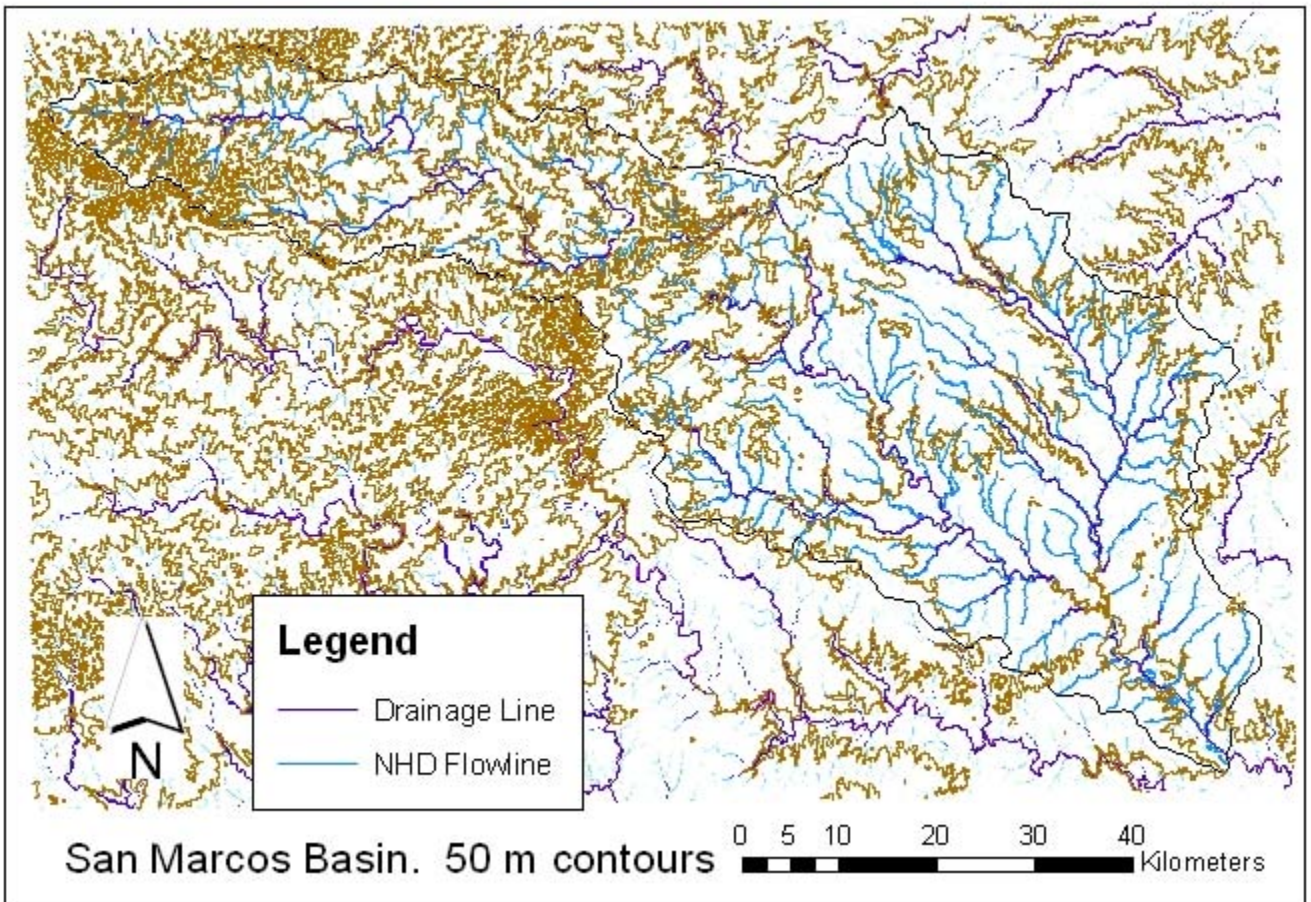 Legend
Drainage Line
NHD Flowline
N
San Marcos Basin. 50 m contours
0 5 10 20 30 40
Kilometers